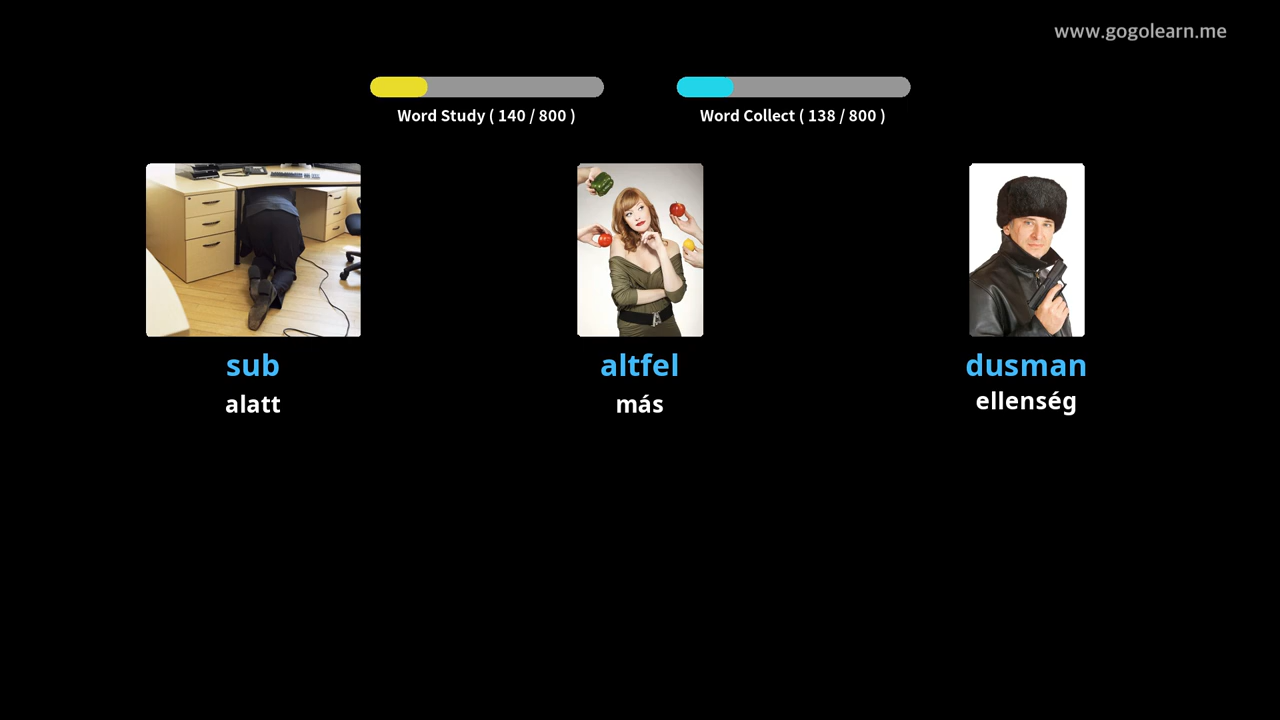 www.gogolearn.me
Word Study ( 140 / 800 )
Word Collect ( 138 / 800 )
sub
altfel
dusman
alatt
más
ellenség